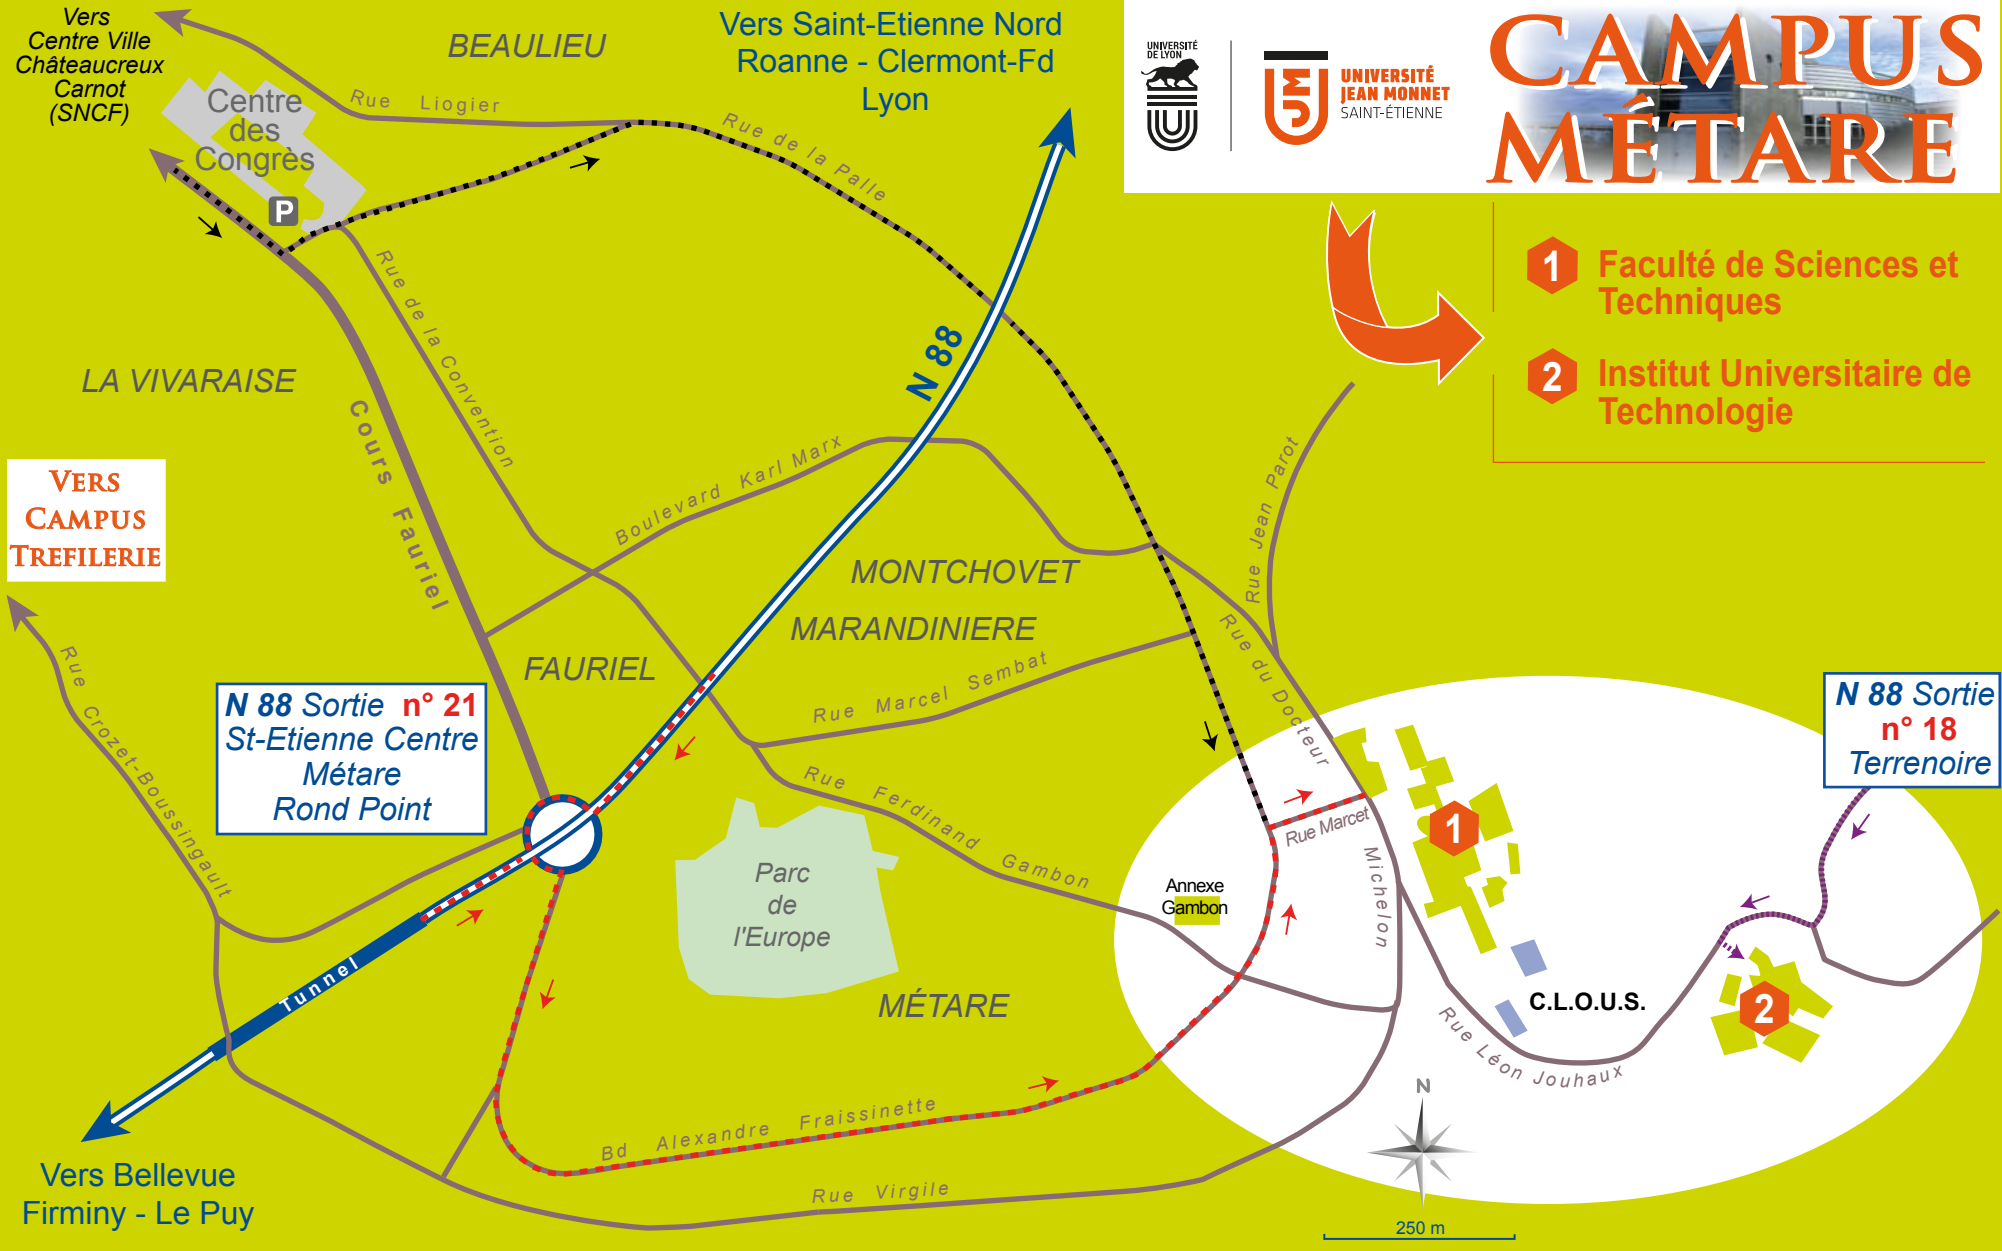 Vers
Centre Ville
Châteaucreux
Carnot
(SNCF)
BEAULIEU
Vers Saint-Etienne Nord
Roanne - Clermont-Fd
Lyon
UNIVERSITÉ
DE LYON
UNIVERSITÉ
JEAN MONNET
SAINT-ÉTIENNE
UJM
CAMPUS
MÉTARE
Centre
des
Congrès
P
Rue Liogier
Rue de la Palle
1 Faculté de Sciences et
Techniques
2 Institut Universitaire de
Technologie
Rue de la Convention
N 88
LA VIVARAISE
Cours Fauriel
Boulevard Karl Marx
Rue Jean Parot
VERS
CAMPUS
TREFILERIE
MONTCHOVET
MARANDINIERE
FAURIEL
Rue Marcel Sembat
Rue du Docteur
Michelon
Rue Crozet-Boussingault
N 88 Sortie n° 21
St-Etienne Centre
Métare
Rond Point
N 88 Sortie
n° 18
Terrenoire
Rue Ferdinand Gambon
Rue Marcet
1
Parc
de
l'Europe
Annexe
Gambon
Tunnel
MÉTARE
C.L.O.U.S.
2
Rue Léon Jouhaux
N
Bd Alexandre Fraissinette
Rue Virgile
Vers Bellevue
Firminy - Le Puy
250 m